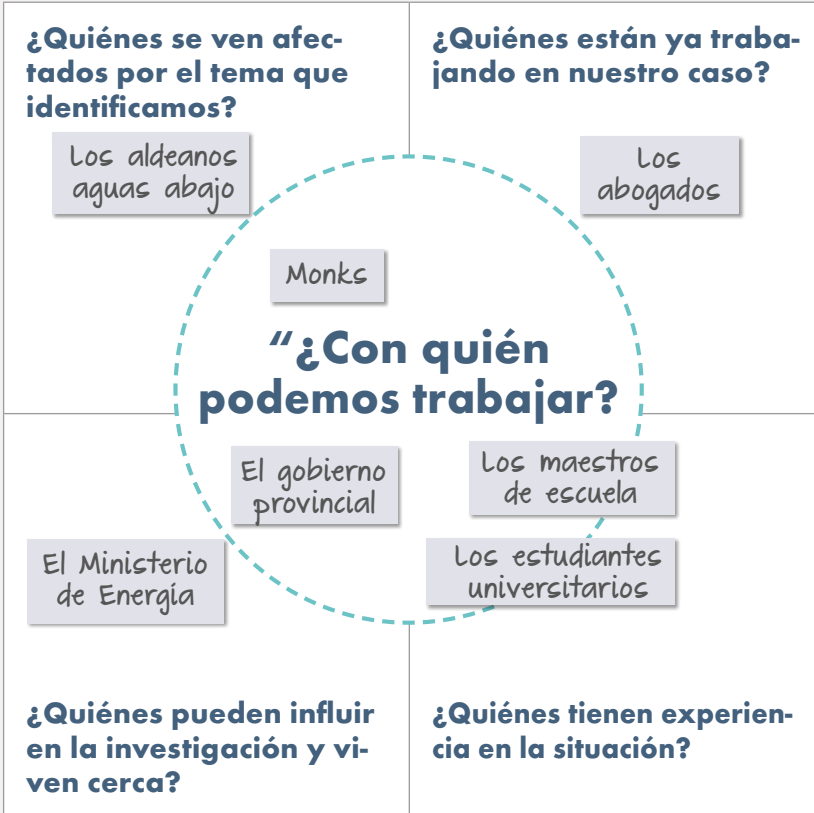 ¿Quiénes se ven afec-
tados por el tema que
identificamos?
¿Quiénes están ya traba-
jando en nuestro caso?
Los aldeanos
aguas abajo
Los
abogados
Monks
“¿Con quién
podemos trabajar?
El gobierno
provincial
Los maestros
de escuela
El Ministerio
de Energía
Los estudiantes
universitarios
¿Quiénes pueden influir
en la investigación y vi-
ven cerca?
¿Quiénes tienen experien-
cia en la situación?